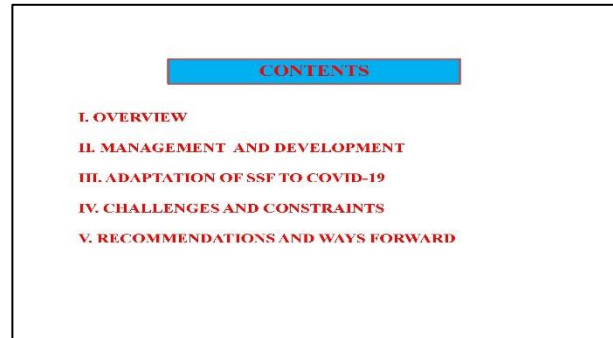 CONTENTS
I. OVERVIEW
II. MANAGEMENT AND DEVELOPMENT
III. ADAPTATION OF SSF TO COVID-19
IV. CHALLENGES AND CONSTRAINTS
V. RECOMMENDATIONS AND WAYS FORWARD